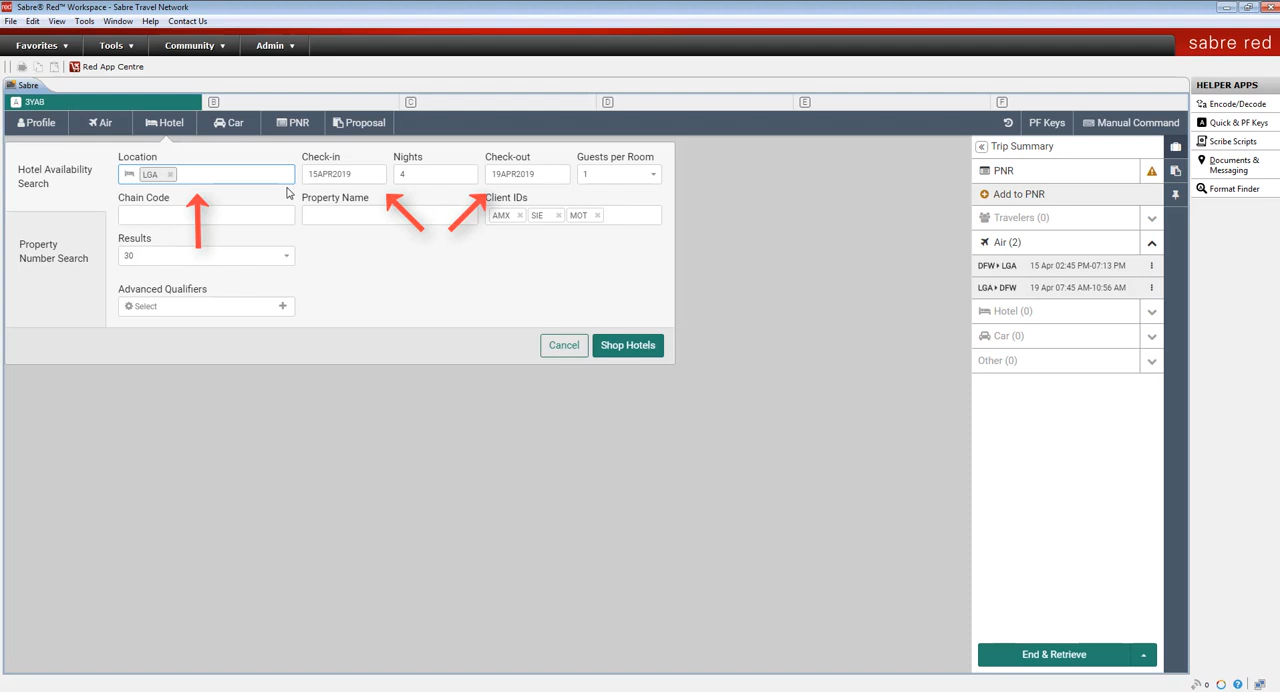 red Sabre® Red™ Workspace - Sabre Travel Network
File Edit View Tools Window Help Contact Us
Favorites Tools Community Admin
sabre red
Red App Centre
Sabre
HELPER APPS
A 3YAB B C D E F
Encode/Decode
Profile Air Hotel Car PNR Proposal PF Keys Manual Command
Quick & PF Keys
Scribe Scripts
Documents & Messaging
Format Finder
Hotel Availability Search
Property Number Search
Location Check-in Nights Check-out Guests per Room
LGA 15APR2019 4 19APR2019 1
Chain Code Property Name Client IDs
AMX SIE MOT
Results
30
Advanced Qualifiers
Select
Cancel Shop Hotels
Trip Summary
PNR
Add to PNR
Travelers (0)
Air (2)
DFW LGA 15 Apr 02:45 PM-07:13 PM
LGA DFW 19 Apr 07:45 AM-10:56 AM
Hotel (0)
Car (0)
Other (0)
End & Retrieve
0